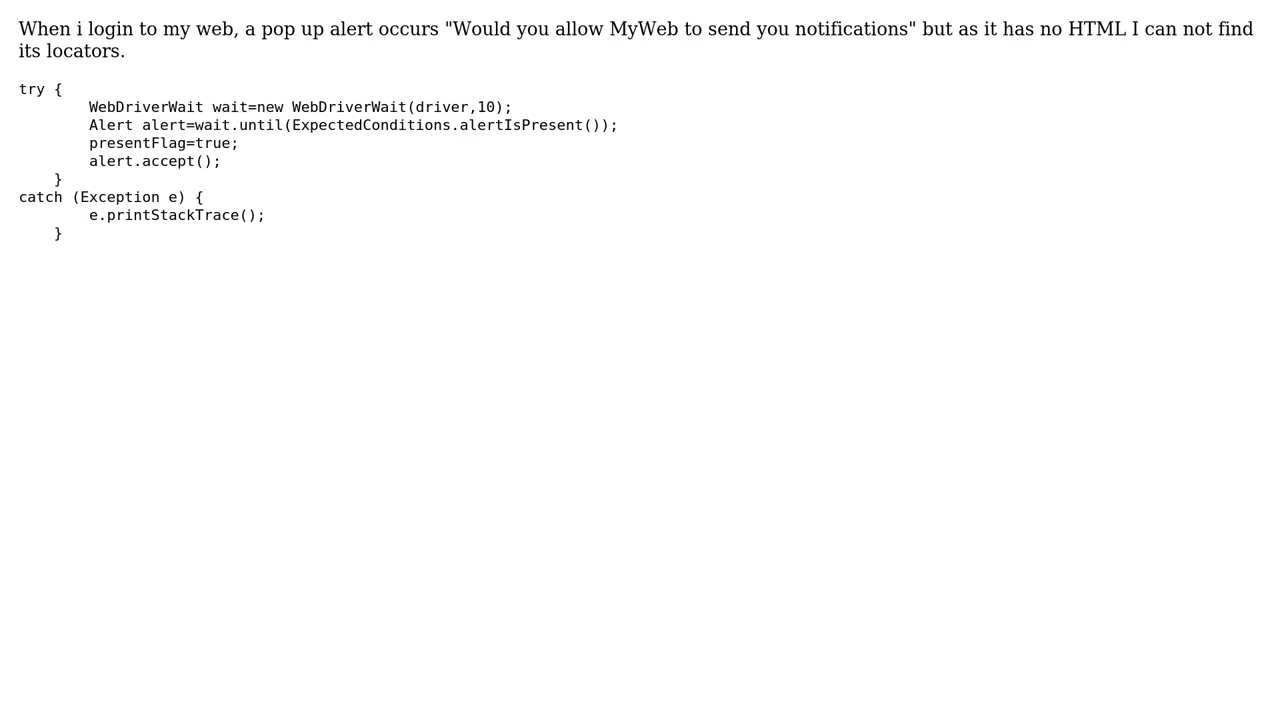 When i login to my web, a pop up alert occurs "Would you allow MyWeb to send you notifications" but as it has no HTML I can not find
its locators.
try {
        WebDriverWait wait=new WebDriverWait(driver,10);
        Alert alert=wait.until(ExpectedConditions.alertIsPresent());
        presentFlag=true;
        alert.accept();
    }
catch (Exception e) {
        e.printStackTrace();
    }